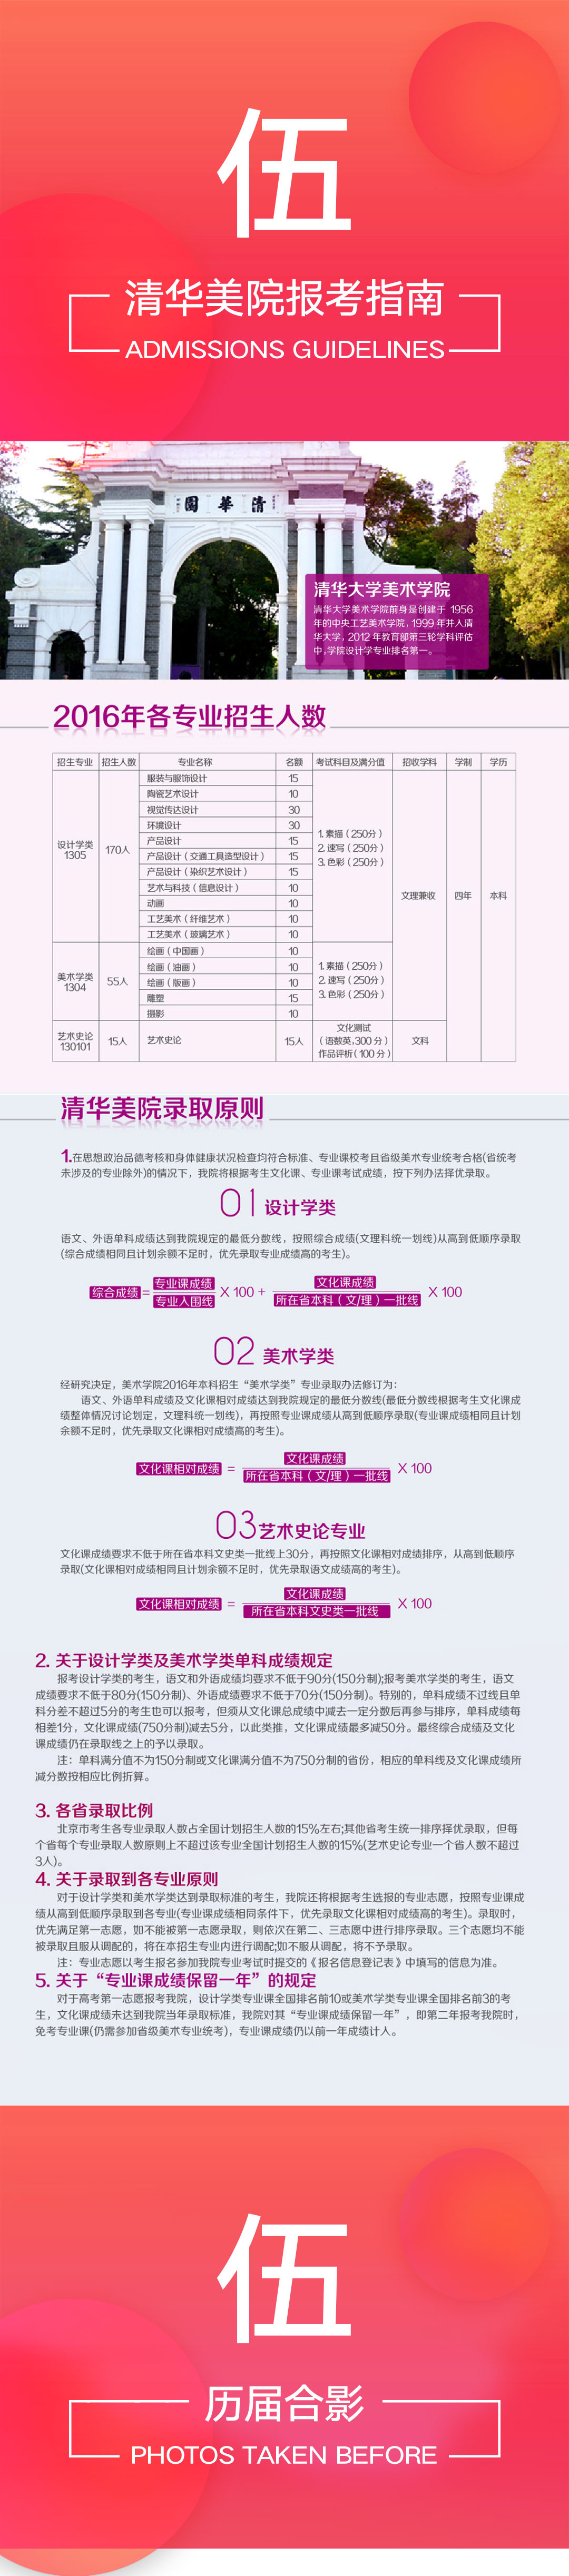 伍
清华美院报考指南
ADMISSIONS GUIDELINES
清華園
清华大学美术学院
清华大学美术学院前身是创建于 1956
年的中央工艺美术学院, 1999 年并入清
华大学, 2012 年教育部第三轮学科评估
中,学院设计学专业排名第一。
2016年各专业招生人数
招生专业 招生人数 专业名称 名额 考试科目及满分值 招收学科 学制 学历
设计学类 1305 170人
服装与服饰设计 15
陶瓷艺术设计 10
视觉传达设计 30
环境设计 30
产品设计 15
产品设计（交通工具造型设计） 15
产品设计（染织艺术设计） 15
艺术与科技（信息设计） 10
动画 10
工艺美术（纤维艺术） 10
工艺美术（玻璃艺术） 10
1.素描（250分）
2.速写（250分）
3.色彩（250分）
文理兼收 四年 本科
美术学类 1304 55人
绘画（中国画） 10
绘画（油画） 10
绘画（版画） 10
雕塑 15
摄影 10
1.素描（250分）
2.速写（250分）
3.色彩（250分）
艺术史论 130101 15人 艺术史论 15人
文化测试
（语数英,300 分）
作品评析（100 分）
文科
清华美院录取原则
1.在思想政治品德考核和身体健康状况检查均符合标准、专业课校考且省级美术专业统考合格(省统考
未涉及的专业除外)的情况下，我院将根据考生文化课、专业课考试成绩，按下列办法择优录取。
01 设计学类
语文、外语单科成绩达到我院规定的最低分数线，按照综合成绩(文理科统一划线)从高到低顺序录取
(综合成绩相同且计划余额不足时，优先录取专业成绩高的考生)。
综合成绩 = 专业课成绩 专业入围线 X 100 + 文化课成绩 所在省本科（文/理）一批线 X 100
02 美术学类
经研究决定，美术学院2016年本科招生“美术学类”专业录取办法修订为：
语文、外语单科成绩及文化课相对成绩达到我院规定的最低分数线(最低分数线根据考生文化课成
绩整体情况讨论划定，文理科统一划线)，再按照专业课成绩从高到低顺序录取(专业课成绩相同且计划
余额不足时，优先录取文化课相对成绩高的考生)。
文化课相对成绩 = 文化课成绩 所在省本科（文/理）一批线 X 100
03 艺术史论专业
文化课成绩要求不低于所在省本科文史类一批线上30分，再按照文化课相对成绩排序，从高到低顺序
录取(文化课相对成绩相同且计划余额不足时，优先录取语文成绩高的考生)。
文化课相对成绩 = 文化课成绩 所在省本科文史类一批线 X 100
2. 关于设计学类及美术学类单科成绩规定
报考设计学类的考生，语文和外语成绩均要求不低于90分(150分制);报考美术学类的考生，语文
成绩要求不低于80分(150分制)、外语成绩要求不低于70分(150分制)。特别的，单科成绩不过线且单
科分差不超过5分的考生也可以报考，但须从文化课总成绩中减去一定分数后再参与排序，单科成绩每
相差1分，文化课成绩(750分制)减去5分，以此类推，文化课成绩最多减50分。最终综合成绩及文化
课成绩仍在录取线之上的予以录取。
注：单科满分值不为150分制或文化课满分值不为750分制的省份，相应的单科线及文化课成绩所
减分数按相应比例折算。
3. 各省录取比例
北京市考生各专业录取人数占全国计划招生人数的15%左右;其他省考生统一排序择优录取，但每
个省每个专业录取人数原则上不超过该专业全国计划招生人数的15%(艺术史论专业一个省人数不超过
3人)。
4. 关于录取到各专业原则
对于设计学类和美术学类达到录取标准的考生，我院还将根据考生选报的专业志愿，按照专业课成
绩从高到低顺序录取到各专业(专业课成绩相同条件下，优先录取文化课相对成绩高的考生)。录取时，
优先满足第一志愿，如不能被第一志愿录取，则依次在第二、三志愿中进行排序录取。三个志愿均不能
被录取且服从调配的，将在本招生专业内进行调配;如不服从调配，将不予录取。
注：专业志愿以考生报名参加我院专业考试时提交的《报名信息登记表》中填写的信息为准。
5. 关于“专业课成绩保留一年”的规定
对于高考第一志愿报考我院，设计学类专业课全国排名前10或美术学类专业课全国排名前3的考
生，文化课成绩未达到我院当年录取标准，我院对其“专业课成绩保留一年”，即第二年报考我院时，
免考专业课(仍需参加省级美术专业统考)，专业课成绩仍以前一年成绩计入。
伍
历届合影
PHOTOS TAKEN BEFORE